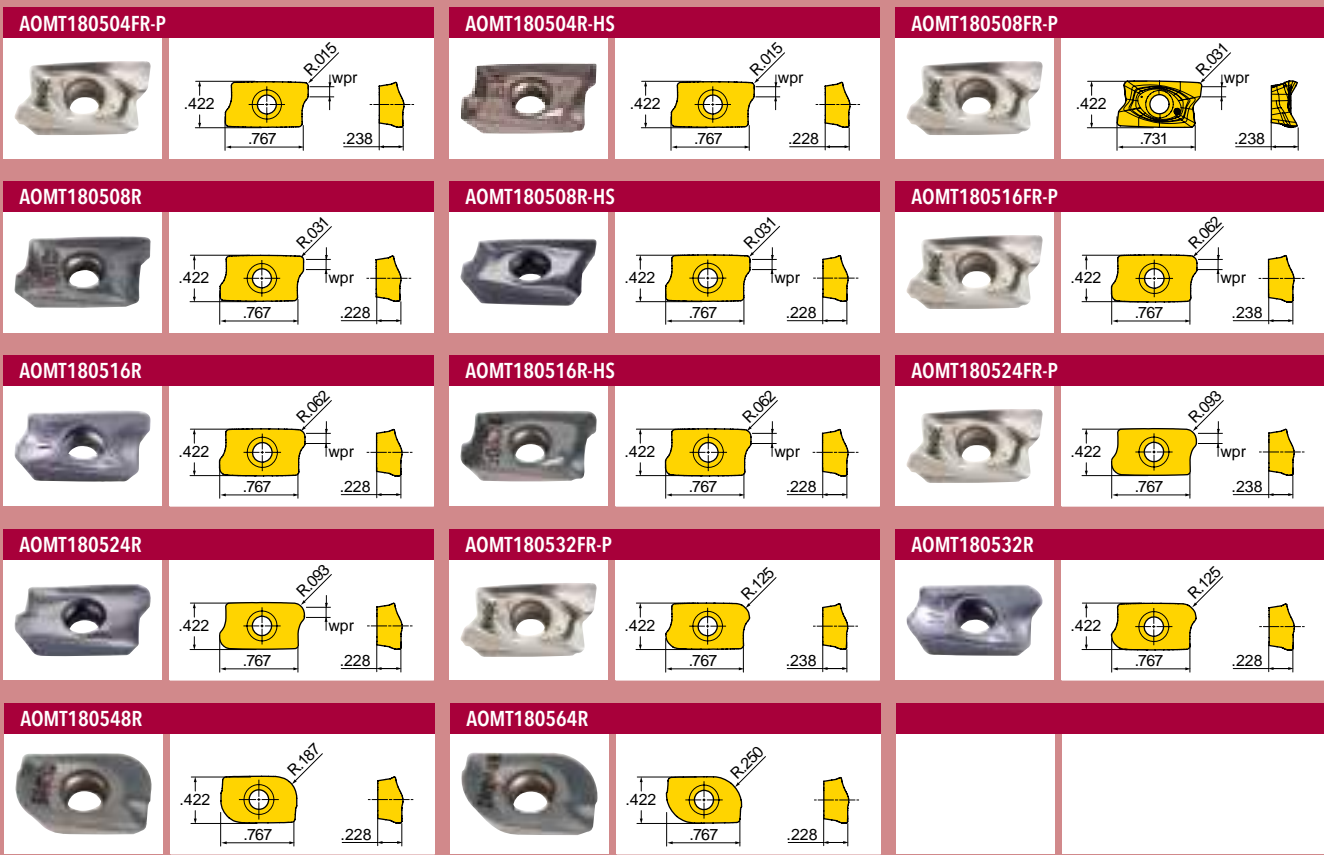 AOMT180504FR-P
R.015
wpr
.422
.767
.238
AOMT180504R-HS
R.015
wpr
.422
.767
.228
AOMT180508FR-P
R.031
wpr
.422
.731
.238
AOMT180508R
R.031
.422
wpr
.767
.228
AOMT180508R-HS
R.031
.422
wpr
.767
.228
AOMT180516FR-P
R.062
.422
wpr
.767
.238
AOMT180516R
R.062
.422
wpr
.767
.228
AOMT180516R-HS
R.062
.422
wpr
.767
.228
AOMT180524FR-P
R.093
.422
wpr
.767
.238
AOMT180524R
R.093
.422
wpr
.767
.228
AOMT180532FR-P
R.125
.422
.767
.238
AOMT180532R
R.125
.422
.767
.228
AOMT180548R
R.187
.422
.767
.228
AOMT180564R
R.250
.422
.767
.228